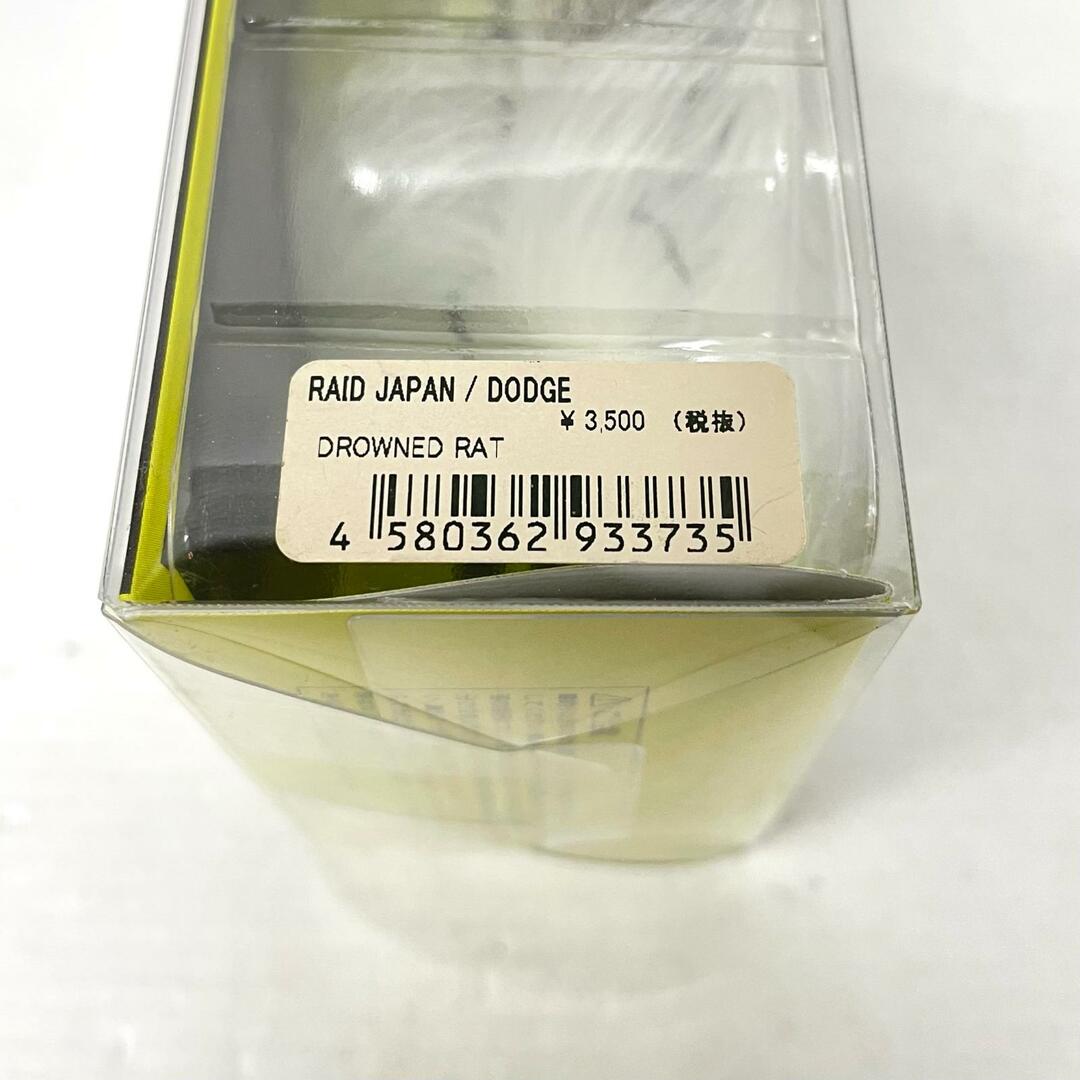 RAID JAPAN / DODGE
¥ 3,500 (税抜)
DROWNED RAT
4 580362 933735